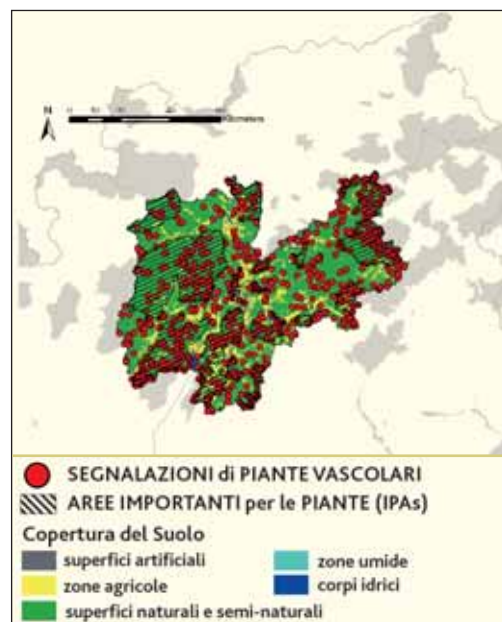 N
Kilometers
SEGNALAZIONI di PIANTE VASCOLARI
AREE IMPORTANTI per le PIANTE (IPAs)
Copertura del Suolo
superfici artificiali
zone umide
zone agricole
corpi idrici
superfici naturali e semi-naturali